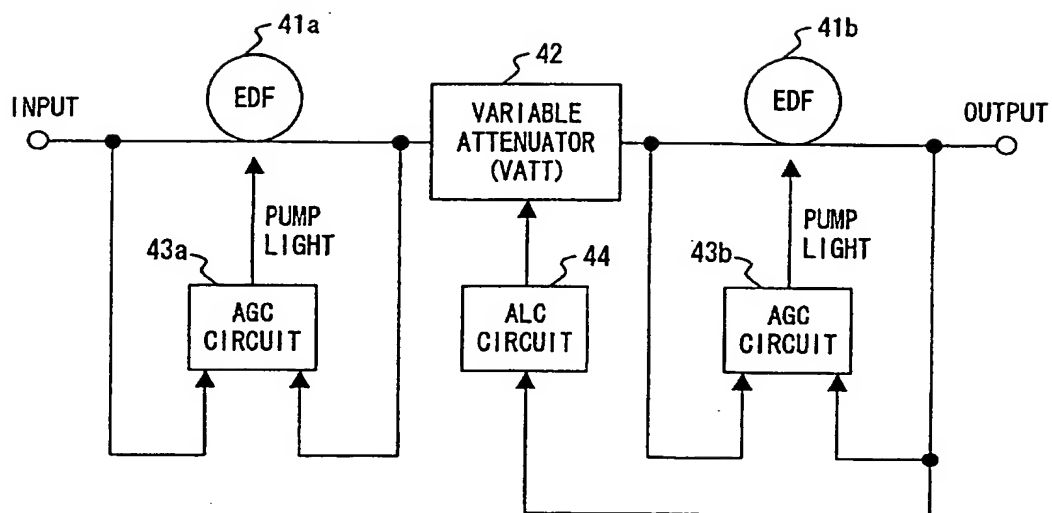 41a
41b
42
EDF
EDF
INPUT
OUTPUT
VARIABLE
ATTENUATOR
(VATT)
PUMP
LIGHT
PUMP
LIGHT
43a
44
43b
AGC
CIRCUIT
ALC
CIRCUIT
AGC
CIRCUIT